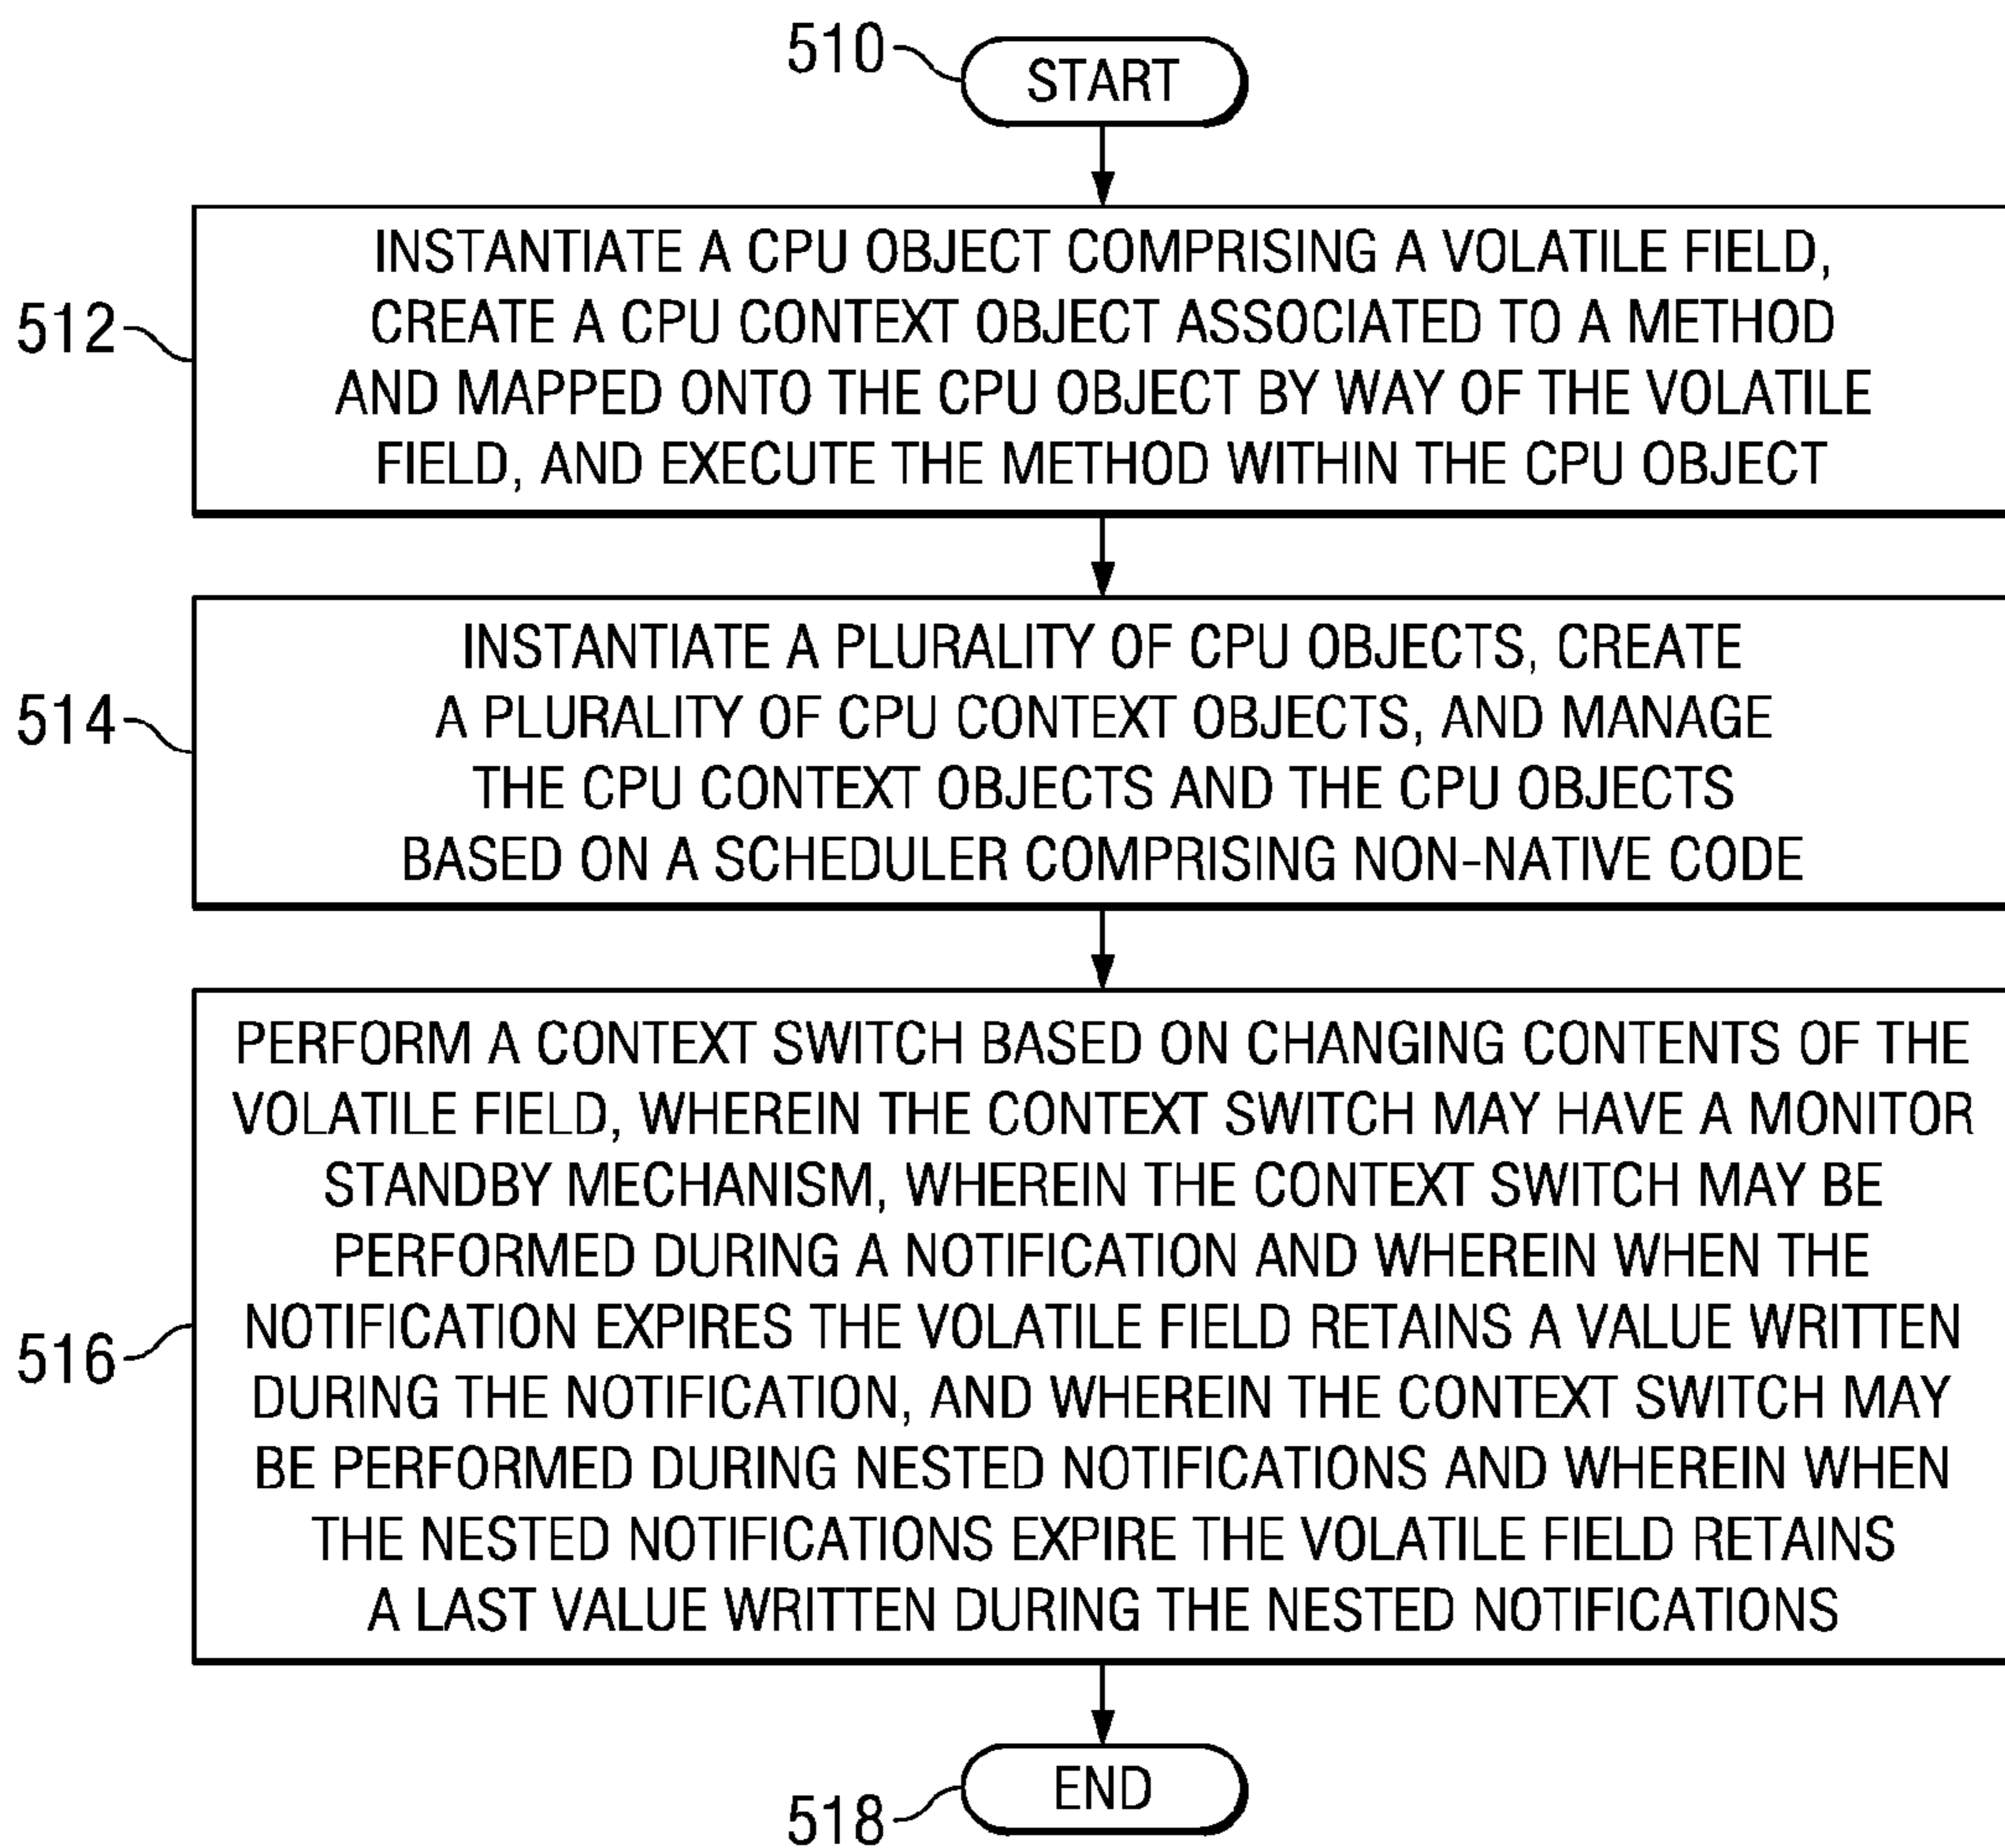 510
START
512
INSTANTIATE A CPU OBJECT COMPRISING A VOLATILE FIELD,
CREATE A CPU CONTEXT OBJECT ASSOCIATED TO A METHOD
AND MAPPED ONTO THE CPU OBJECT BY WAY OF THE VOLATILE
FIELD, AND EXECUTE THE METHOD WITHIN THE CPU OBJECT
514
INSTANTIATE A PLURALITY OF CPU OBJECTS, CREATE
A PLURALITY OF CPU CONTEXT OBJECTS, AND MANAGE
THE CPU CONTEXT OBJECTS AND THE CPU OBJECTS
BASED ON A SCHEDULER COMPRISING NON-NATIVE CODE
516
PERFORM A CONTEXT SWITCH BASED ON CHANGING CONTENTS OF THE
VOLATILE FIELD, WHEREIN THE CONTEXT SWITCH MAY HAVE A MONITOR
STANDBY MECHANISM, WHEREIN THE CONTEXT SWITCH MAY BE
PERFORMED DURING A NOTIFICATION AND WHEREIN WHEN THE
NOTIFICATION EXPIRES THE VOLATILE FIELD RETAINS A VALUE WRITTEN
DURING THE NOTIFICATION, AND WHEREIN THE CONTEXT SWITCH MAY
BE PERFORMED DURING NESTED NOTIFICATIONS AND WHEREIN WHEN
THE NESTED NOTIFICATIONS EXPIRE THE VOLATILE FIELD RETAINS
A LAST VALUE WRITTEN DURING THE NESTED NOTIFICATIONS
END
518